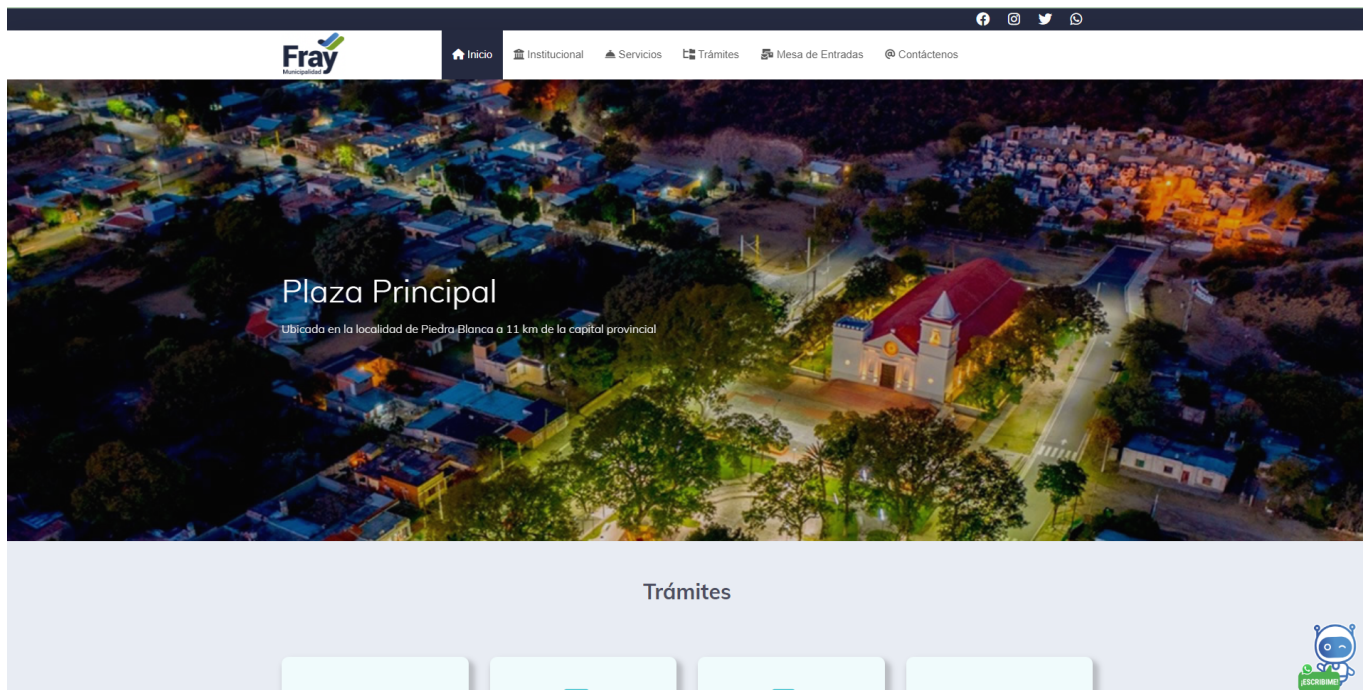 Fray
Municipalidad
Inicio
Institucional
Servicios
Trámites
Mesa de Entradas
@ Contáctenos
Plaza Principal
Ubicada en la localidad de Piedra Blanca a 11 km de la capital provincial
Trámites
¡ESCRIBIME!